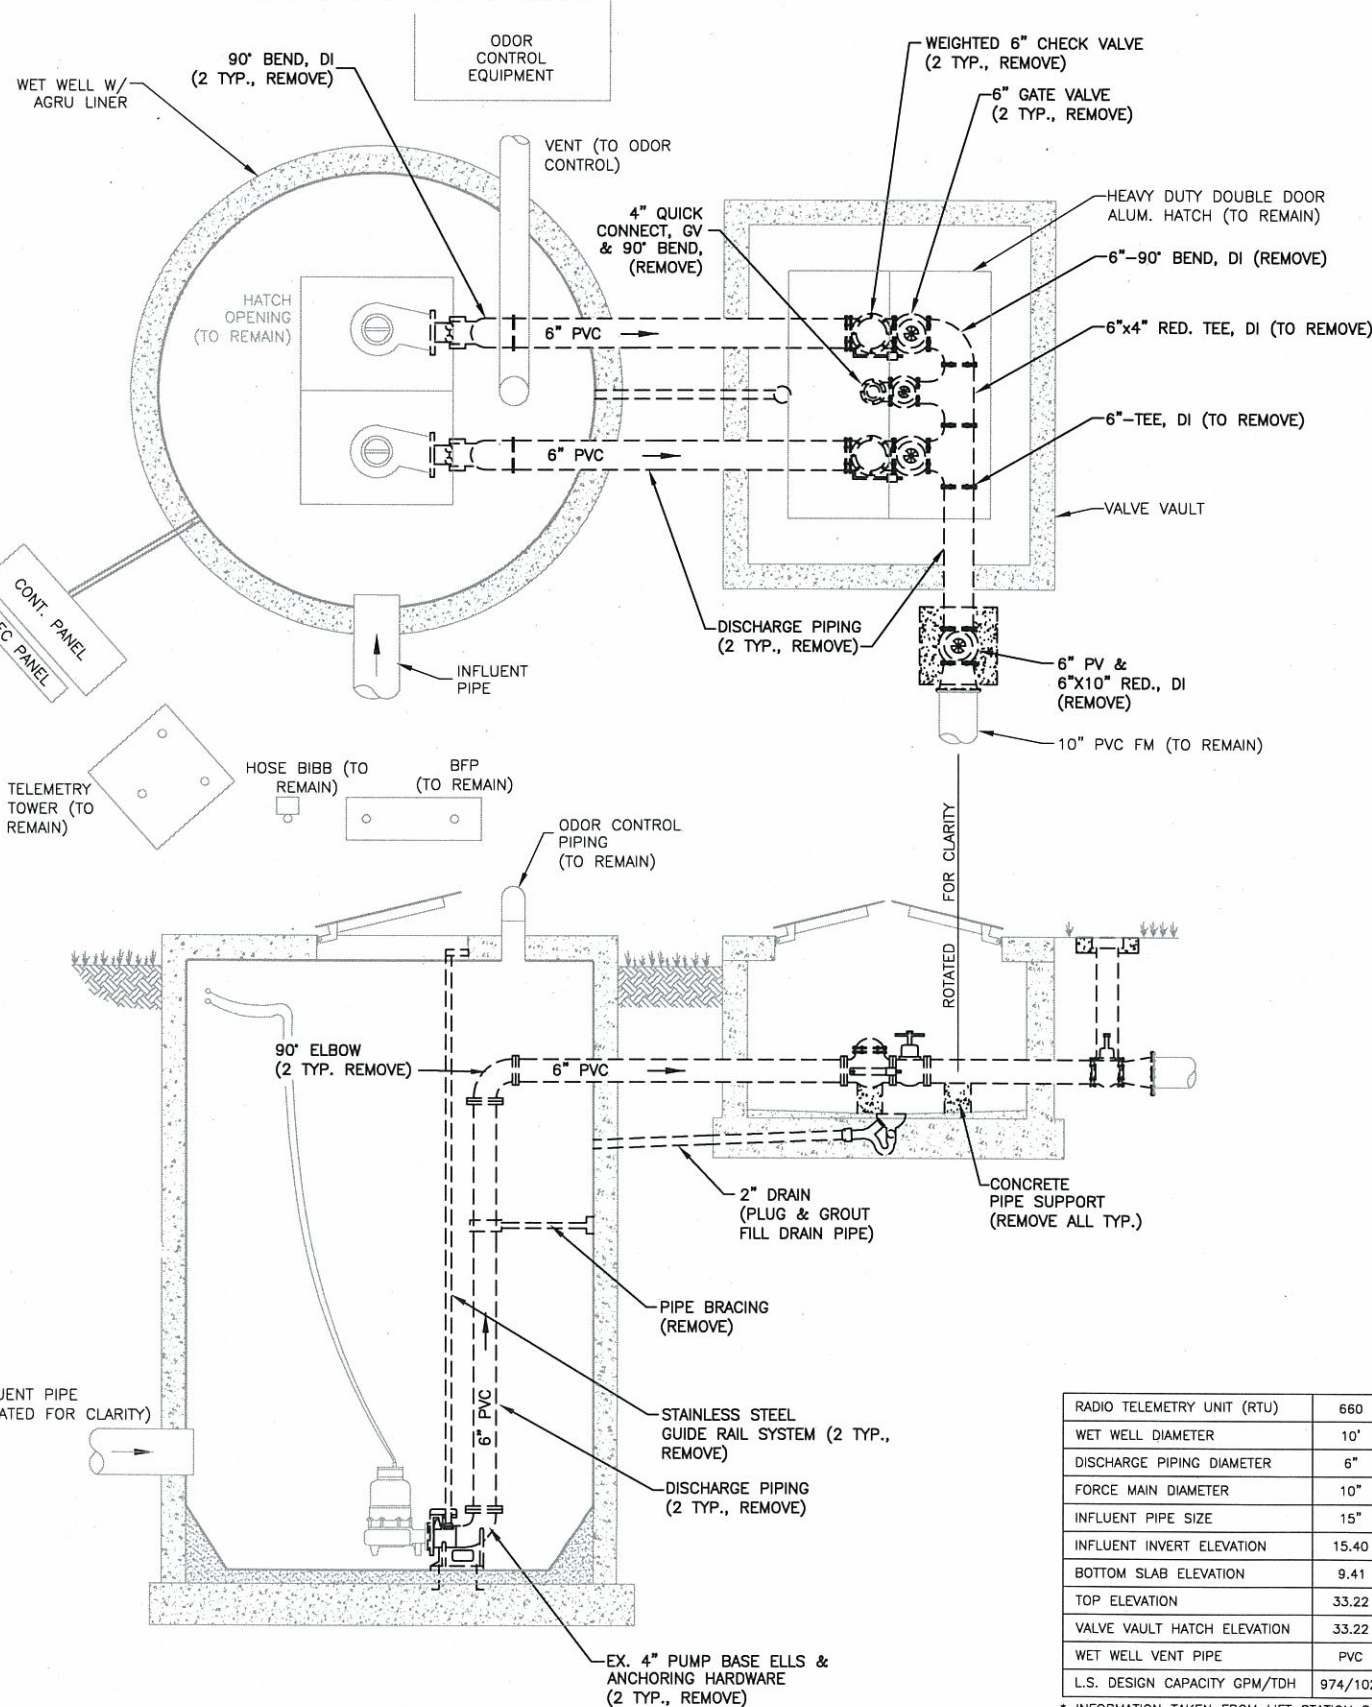 ODOR
CONTROL
EQUIPMENT
90° BEND, DI
(2 TYP., REMOVE)
WET WELL W/
AGRU LINER
VENT (TO ODOR
CONTROL)
WEIGHTED 6" CHECK VALVE
(2 TYP., REMOVE)
6" GATE VALVE
(2 TYP., REMOVE)
4" QUICK
CONNECT, GV
& 90° BEND,
(REMOVE)
HEAVY DUTY DOUBLE DOOR
ALUM. HATCH (TO REMAIN)
6"-90° BEND, DI (REMOVE)
HATCH
OPENING
(TO REMAIN)
6" PVC
6"x4" RED. TEE, DI (TO REMOVE)
6"-TEE, DI (TO REMOVE)
6" PVC
VALVE VAULT
CONT. PANEL
PANEL
DISCHARGE PIPING
(2 TYP., REMOVE)
INFLUENT
PIPE
6" PV &
6"X10" RED., DI
(REMOVE)
10" PVC FM (TO REMAIN)
TELEMETRY
TOWER (TO
REMAIN)
HOSE BIBB (TO
REMAIN)
BFP
(TO REMAIN)
ODOR CONTROL
PIPING
(TO REMAIN)
ROTATED FOR CLARITY
90° ELBOW
(2 TYP. REMOVE)
6" PVC
2" DRAIN
(PLUG & GROUT
FILL DRAIN PIPE)
CONCRETE
PIPE SUPPORT
(REMOVE ALL TYP.)
PIPE BRACING
(REMOVE)
6" PVC
UENT PIPE
ATED FOR CLARITY)
STAINLESS STEEL
GUIDE RAIL SYSTEM (2 TYP.,
REMOVE)
DISCHARGE PIPING
(2 TYP., REMOVE)
EX. 4" PUMP BASE ELLS &
ANCHORING HARDWARE
(2 TYP., REMOVE)
RADIO TELEMETRY UNIT (RTU) 660
WET WELL DIAMETER 10'
DISCHARGE PIPING DIAMETER 6"
FORCE MAIN DIAMETER 10"
INFLUENT PIPE SIZE 15"
INFLUENT INVERT ELEVATION 15.40
BOTTOM SLAB ELEVATION 9.41
TOP ELEVATION 33.22
VALVE VAULT HATCH ELEVATION 33.22
WET WELL VENT PIPE PVC
L.S. DESIGN CAPACITY GPM/TDH 974/10
* INFORMATION TAKEN FROM LIFT STATION